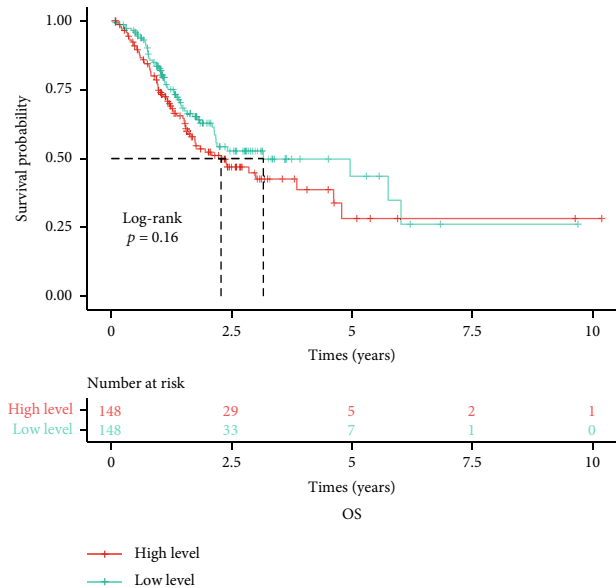 1.00
0.75
0.50
0.25
0.00
Survival probability
Log-rank
p = 0.16
0 2.5 5 7.5 10
Times (years)
Number at risk
High level 148 29 5 2 1
Low level 148 33 7 1 0
0 2.5 5 7.5 10
Times (years)
OS
High level
Low level